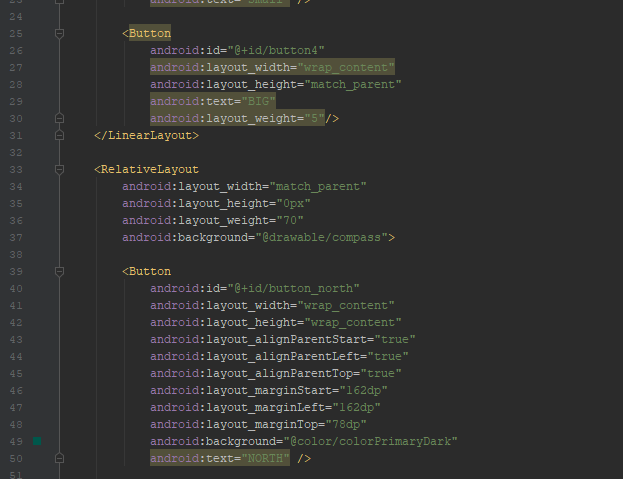 23 android:text="Small" />
24
25 <Button
26 android:id="@+id/button4"
27 android:layout_width="wrap_content"
28 android:layout_height="match_parent"
29 android:text="BIG"
30 android:layout_weight="5"/>
31 </LinearLayout>
32
33 <RelativeLayout
34 android:layout_width="match_parent"
35 android:layout_height="0px"
36 android:layout_weight="70"
37 android:background="@drawable/compass">
38
39 <Button
40 android:id="@+id/button_north"
41 android:layout_width="wrap_content"
42 android:layout_height="wrap_content"
43 android:layout_alignParentStart="true"
44 android:layout_alignParentLeft="true"
45 android:layout_alignParentTop="true"
46 android:layout_marginStart="162dp"
47 android:layout_marginLeft="162dp"
48 android:layout_marginTop="78dp"
49 android:background="@color/colorPrimaryDark"
50 android:text="NORTH" />
51